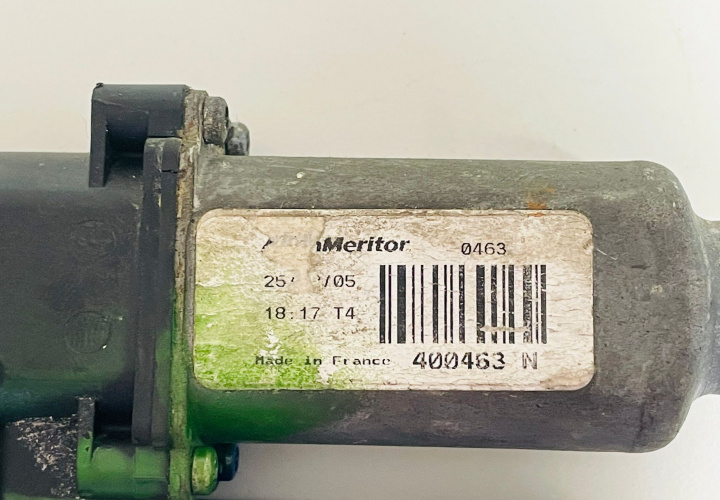 Meritor 0463
25/ /05
18:17 T4
Made in France 400463 N